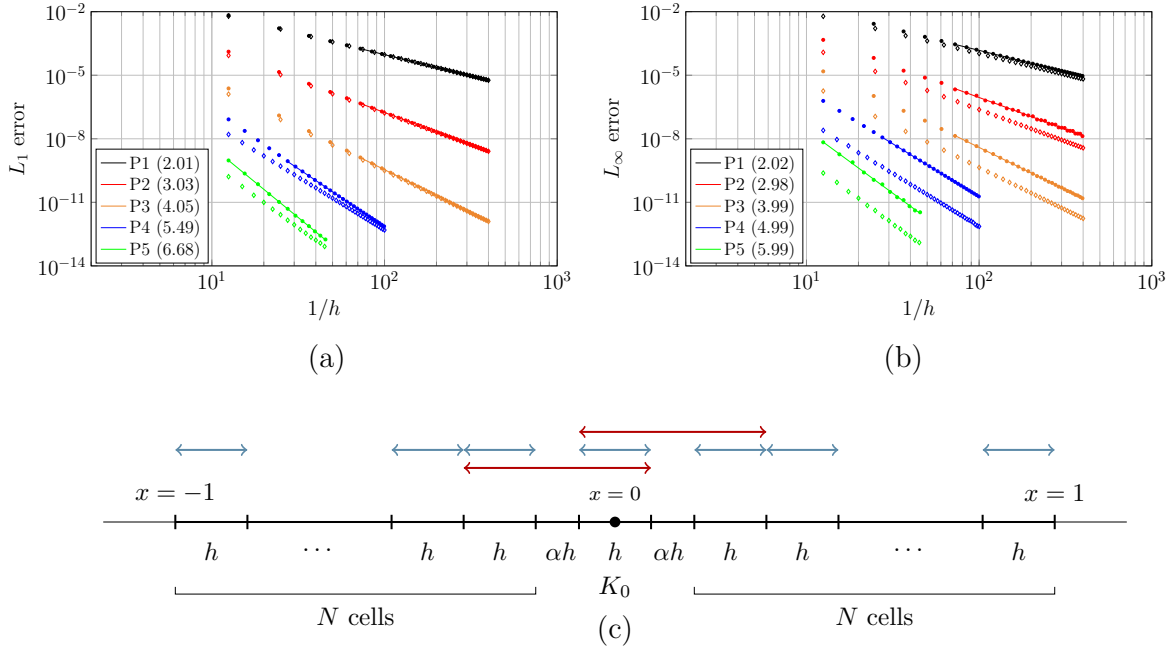 10^−2
10^−5
10^−8
10^−11
10^−14
L_1 error
P1 (2.01)
P2 (3.03)
P3 (4.05)
P4 (5.49)
P5 (6.68)
10^1
10^2
10^3
1/h
(a)
10^−2
10^−5
10^−8
10^−11
10^−14
L_∞ error
P1 (2.02)
P2 (2.98)
P3 (3.99)
P4 (4.99)
P5 (5.99)
10^1
10^2
10^3
1/h
(b)
x = −1
x = 0
x = 1
h ⋯ h h αh h αh h h ⋯ h
K_0
N cells
N cells
(c)